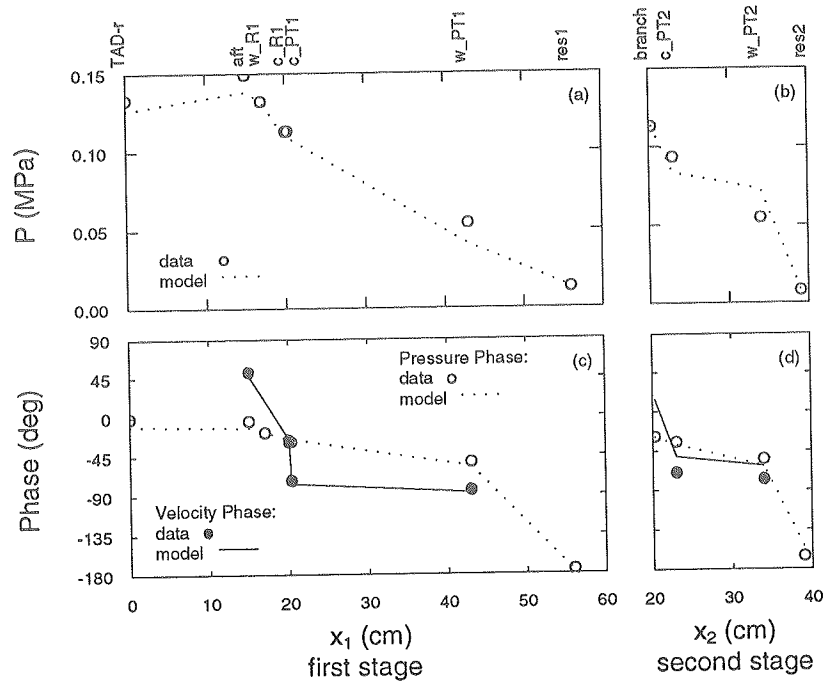 TAD-r
aft
w_R1
c_R1
c_PT1
w_PT1
res1
branch
c_PT2
w_PT2
res2
P (MPa)
0.15
0.10
0.05
0.00
(a)
data
model
(b)
Phase (deg)
90
45
0
-45
-90
-135
-180
(c)
Pressure Phase:
data
model
Velocity Phase:
data
model
(d)
0 10 20 30 40 50 60
x1 (cm)
first stage
20 30 40
x2 (cm)
second stage